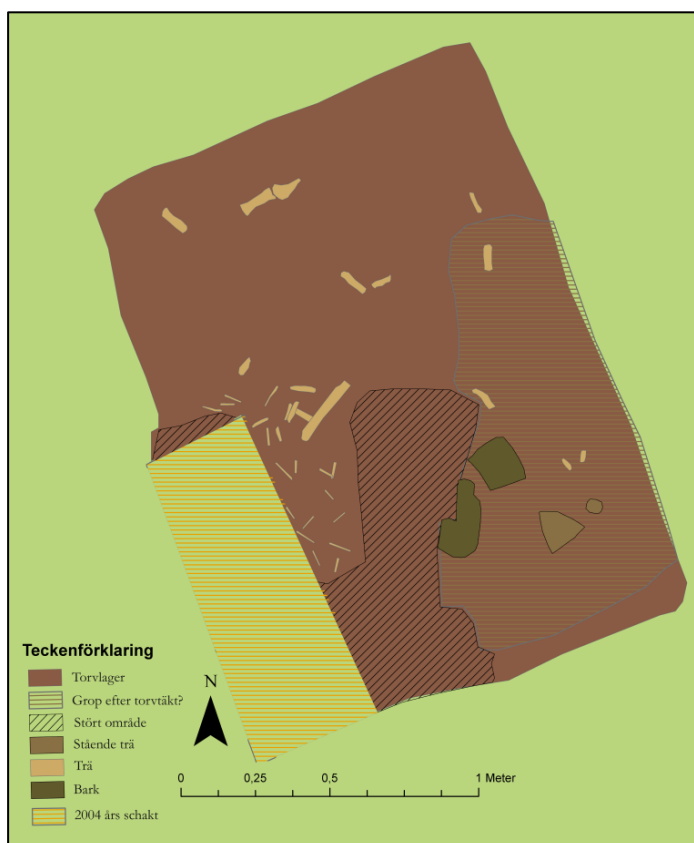 Teckenförklaring
Torvlager
Grop efter torvtäkt?
Stört område
Stående trä
Trä
Bark
2004 års schakt
N
0 0,25 0,5 1 Meter